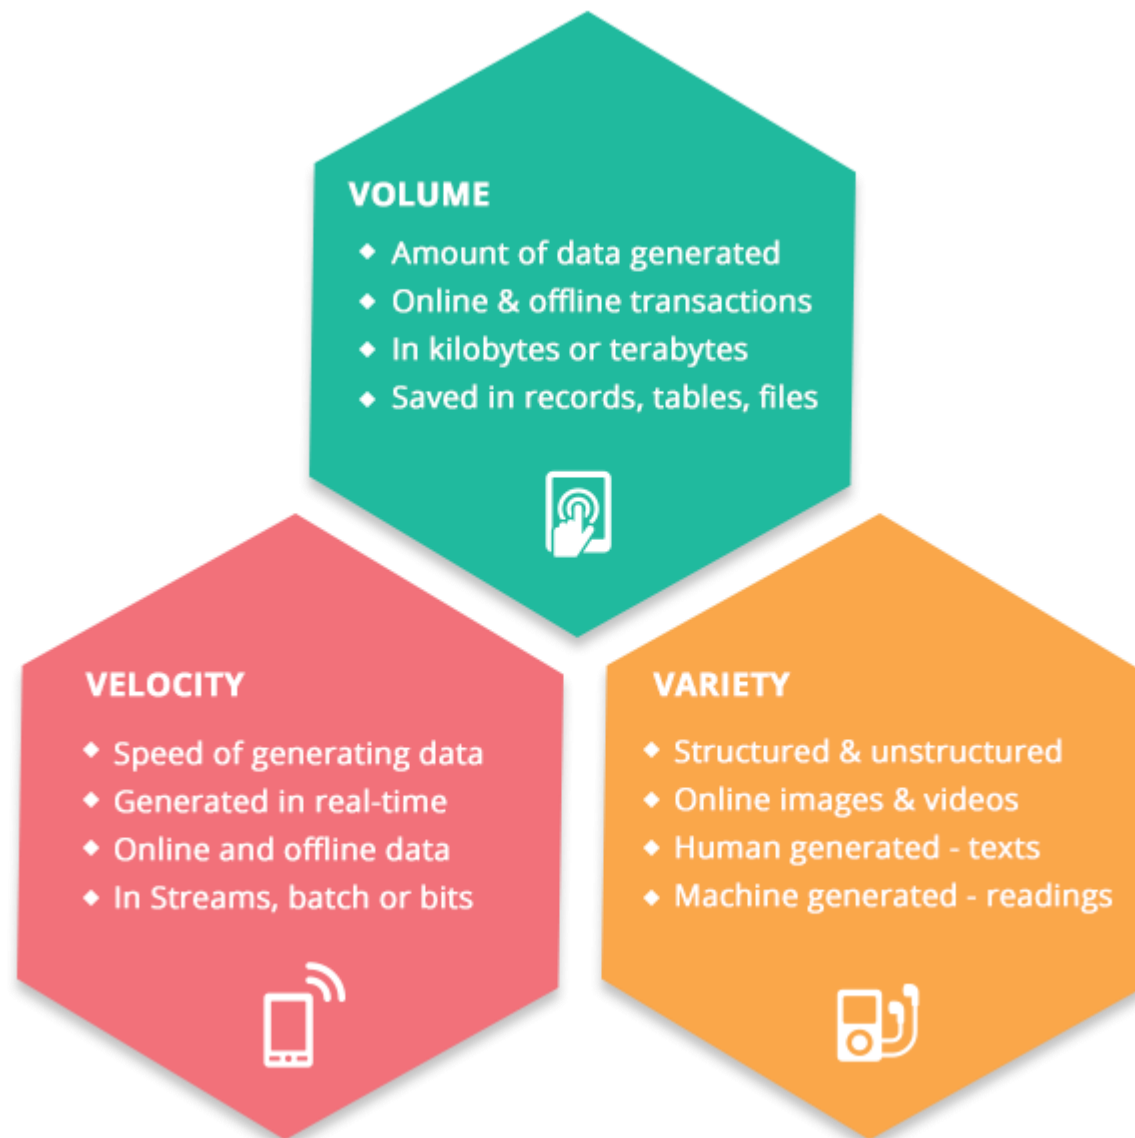 VOLUME
Amount of data generated
Online & offline transactions
In kilobytes or terabytes
Saved in records, tables, files
VELOCITY
Speed of generating data
Generated in real-time
Online and offline data
In Streams, batch or bits
VARIETY
Structured & unstructured
Online images & videos
Human generated - texts
Machine generated - readings